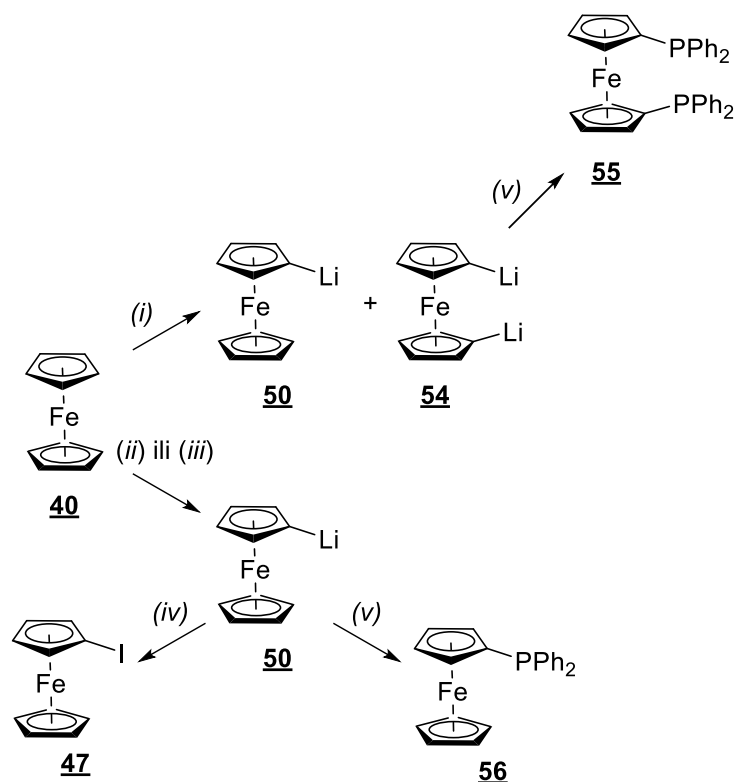 PPh2
Fe
PPh2
55
(v)
Li
Fe
50
+
Li
Fe
Li
54
(i)
Fe
40
(ii) ili (iii)
Li
Fe
50
(iv)
(v)
I
Fe
47
PPh2
Fe
56